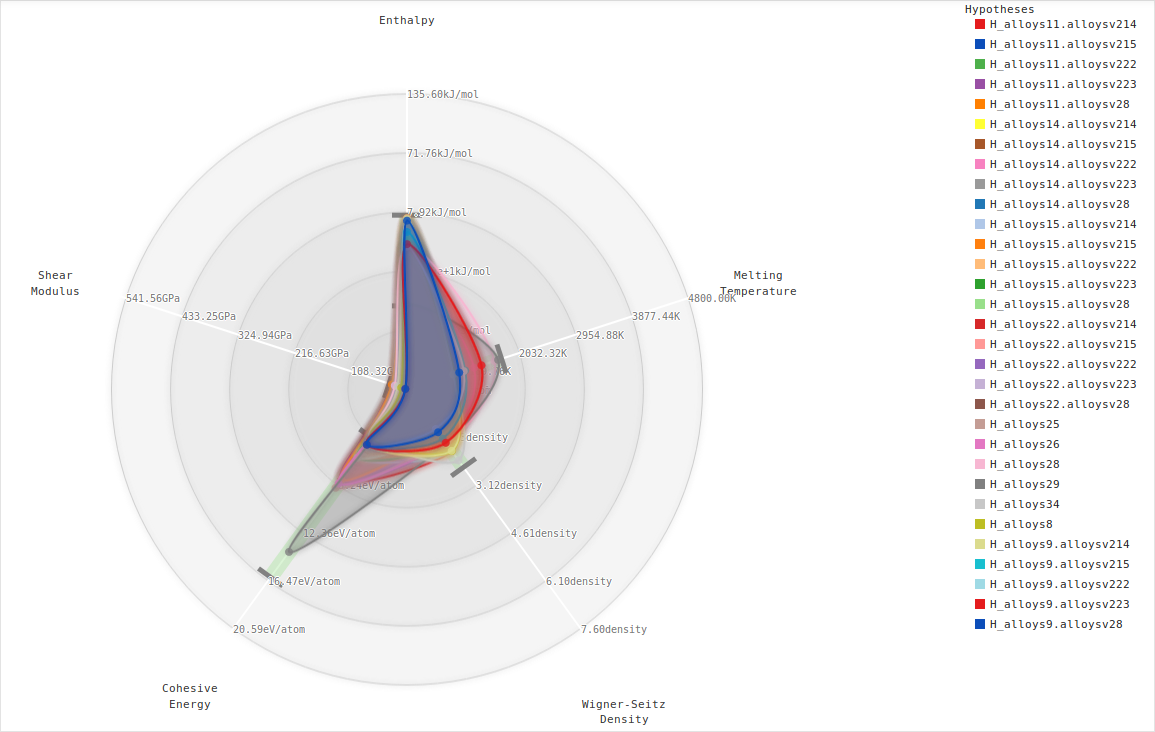 Enthalpy
135.60kJ/mol
71.76kJ/mol
7.92kJ/mol
e+1kJ/mol
Melting
Temperature
4800.00K
3877.44K
2954.88K
2032.32K
Shear
Modulus
541.56GPa
433.25GPa
324.94GPa
216.63GPa
108.32G
density
3.12density
4.61density
6.10density
7.60density
Wigner-Seitz
Density
24eV/atom
12.36eV/atom
16.47eV/atom
20.59eV/atom
Cohesive
Energy
Hypotheses
H_alloys11.alloysv214
H_alloys11.alloysv215
H_alloys11.alloysv222
H_alloys11.alloysv223
H_alloys11.alloysv28
H_alloys14.alloysv214
H_alloys14.alloysv215
H_alloys14.alloysv222
H_alloys14.alloysv223
H_alloys14.alloysv28
H_alloys15.alloysv214
H_alloys15.alloysv215
H_alloys15.alloysv222
H_alloys15.alloysv223
H_alloys15.alloysv28
H_alloys22.alloysv214
H_alloys22.alloysv215
H_alloys22.alloysv222
H_alloys22.alloysv223
H_alloys22.alloysv28
H_alloys25
H_alloys26
H_alloys28
H_alloys29
H_alloys34
H_alloys8
H_alloys9.alloysv214
H_alloys9.alloysv215
H_alloys9.alloysv222
H_alloys9.alloysv223
H_alloys9.alloysv28